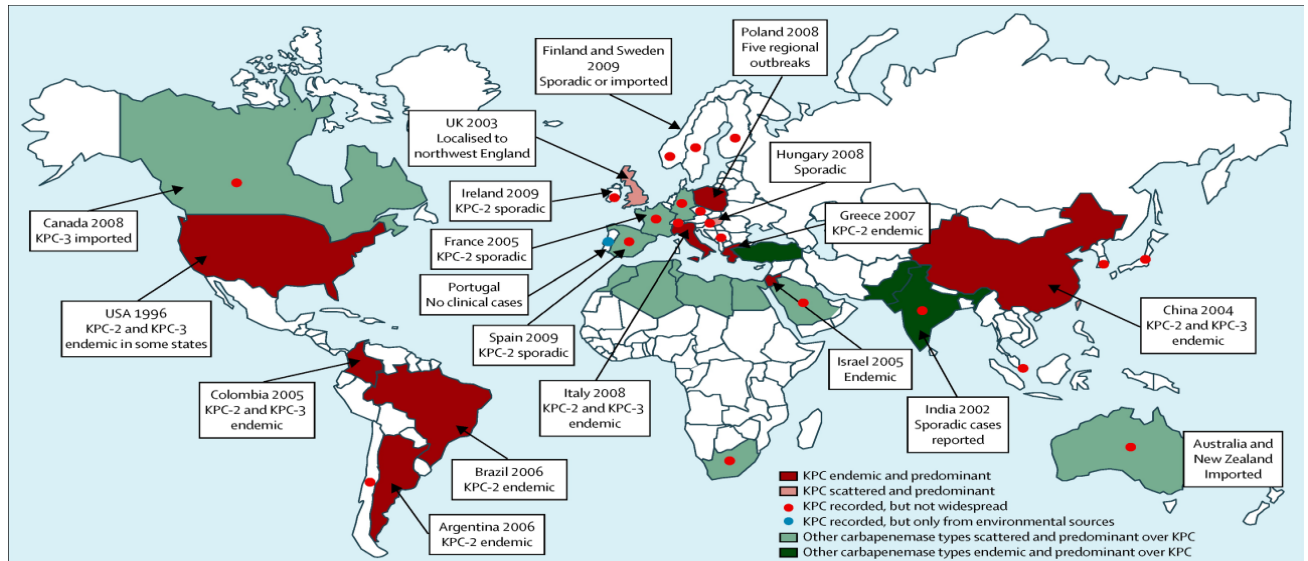 Poland 2008
Five regional
outbreaks
Finland and Sweden
2009
Sporadic or imported
UK 2003
Localised to
northwest England
Hungary 2008
Sporadic
Ireland 2009
KPC-2 sporadic
Canada 2008
KPC-3 imported
Greece 2007
KPC-2 endemic
France 2005
KPC-2 sporadic
Portugal
No clinical cases
USA 1996
KPC-2 and KPC-3
endemic in some states
China 2004
KPC-2 and KPC-3
endemic
Spain 2009
KPC-2 sporadic
Israel 2005
Endemic
Colombia 2005
KPC-2 and KPC-3
endemic
Italy 2008
KPC-2 and KPC-3
endemic
India 2002
Sporadic cases
reported
Australia and
New Zealand
Imported
Brazil 2006
KPC-2 endemic
Argentina 2006
KPC-2 endemic
KPC endemic and predominant
KPC scattered and predominant
KPC recorded, but not widespread
KPC recorded, but only from environmental sources
Other carbapenemase types scattered and predominant over KPC
Other carbapenemase types endemic and predominant over KPC